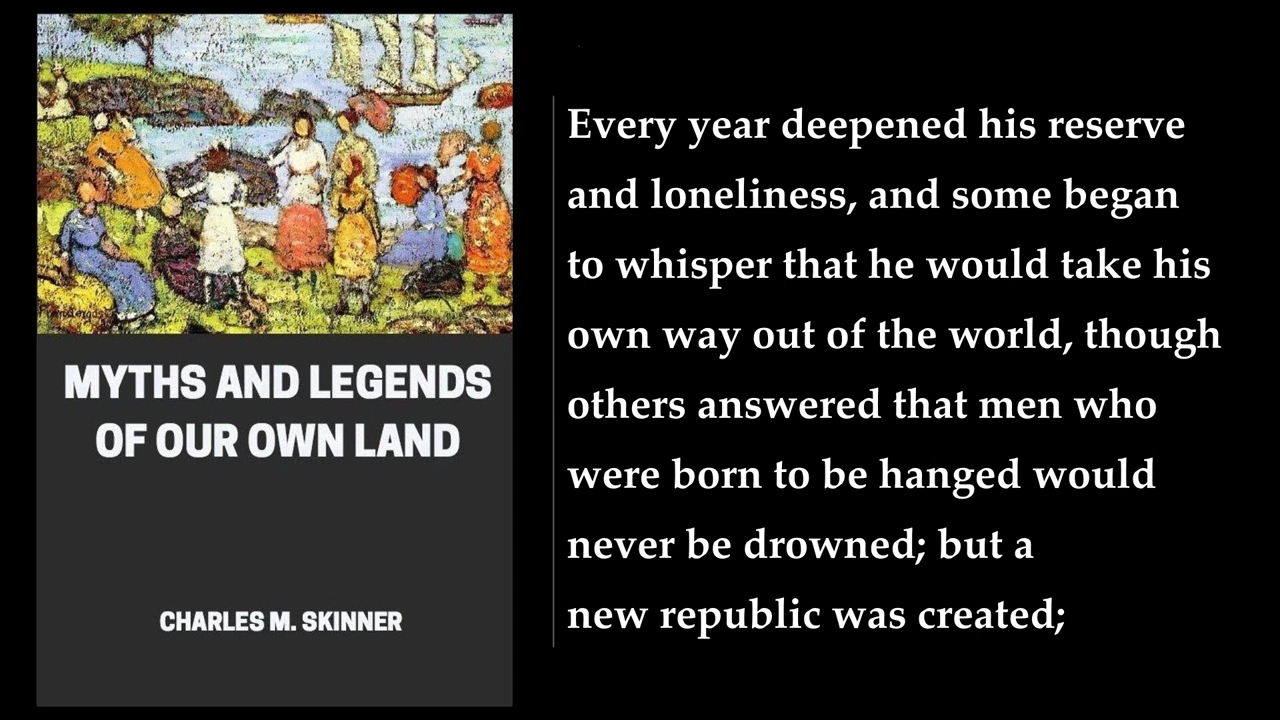 MYTHS AND LEGENDS
OF OUR OWN LAND
CHARLES M. SKINNER
Every year deepened his reserve
and loneliness, and some began
to whisper that he would take his
own way out of the world, though
others answered that men who
were born to be hanged would
never be drowned; but a
new republic was created;